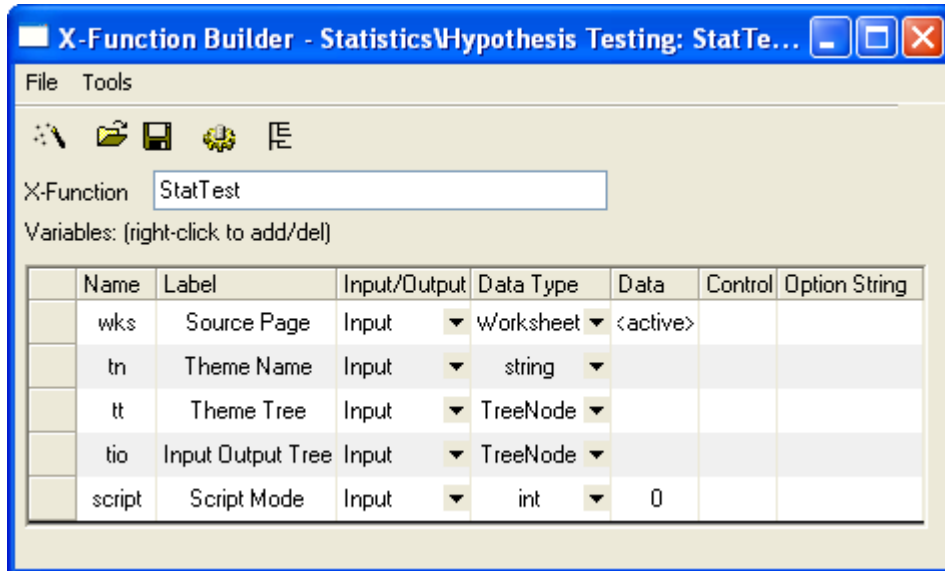 X-Function Builder - Statistics\Hypothesis Testing: StatTe...
File Tools
X-Function StatTest
Variables: (right-click to add/del)
Name Label Input/Output Data Type Data Control Option String
wks Source Page Input Worksheet <active>
tn Theme Name Input string
tt Theme Tree Input TreeNode
tio Input Output Tree Input TreeNode
script Script Mode Input int 0